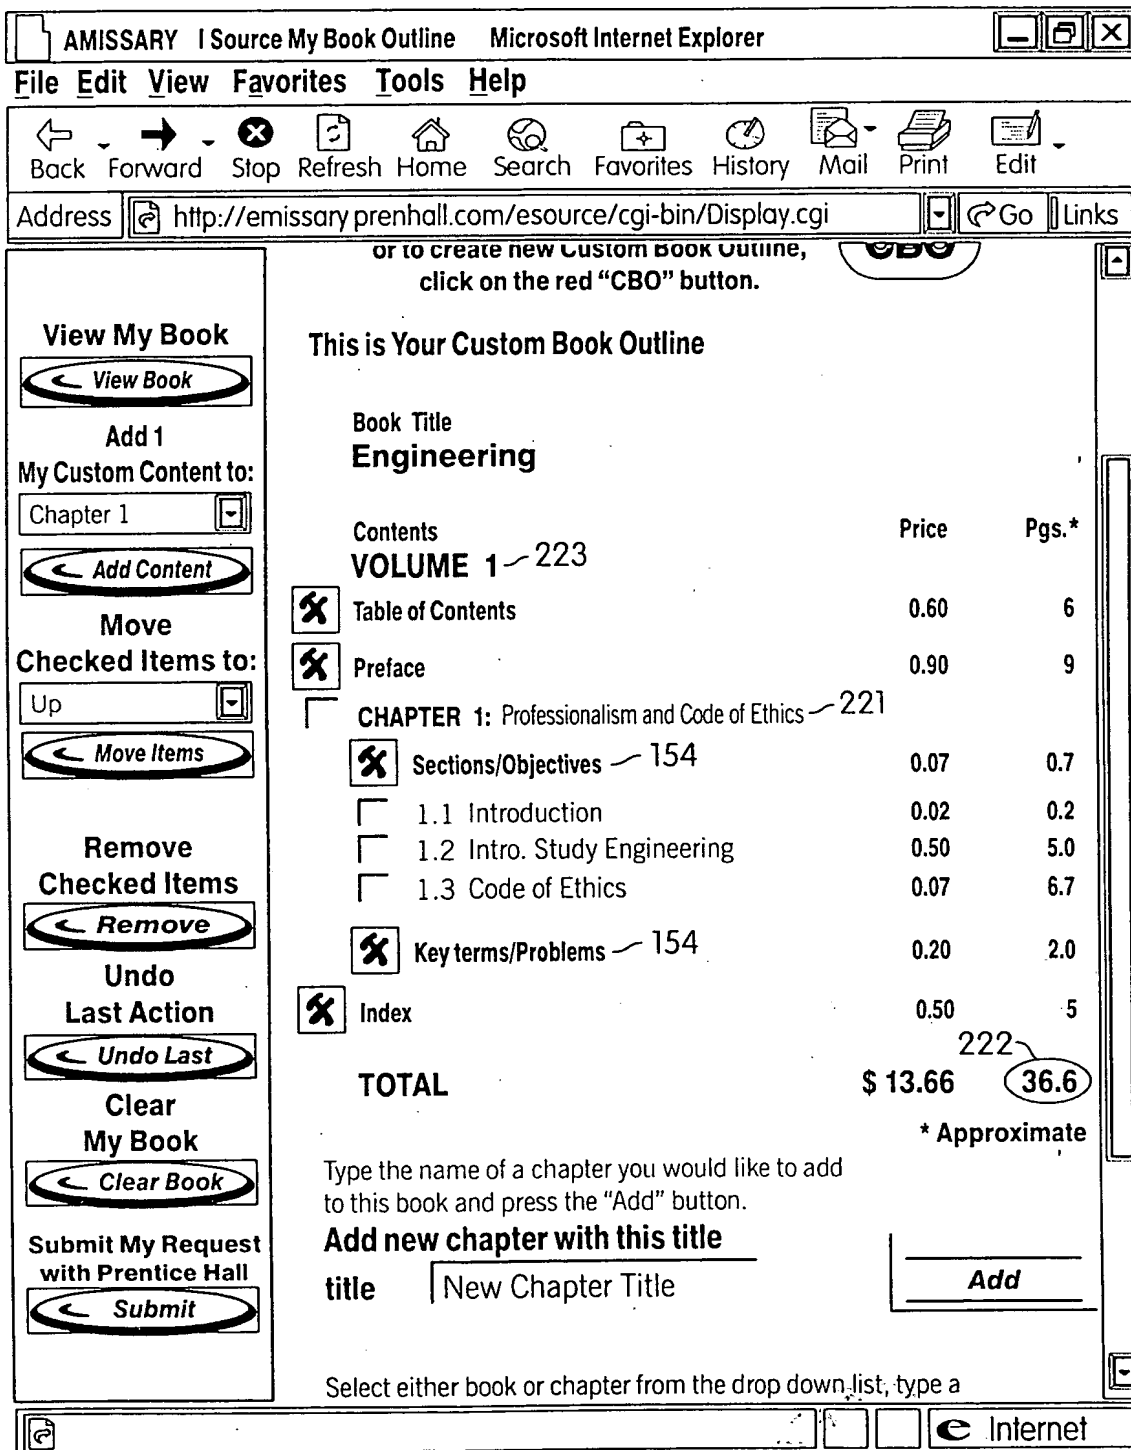 AMISSARY I Source My Book Outline Microsoft Internet Explorer
File Edit View Favorites Tools Help
Back Forward Stop Refresh Home Search Favorites History Mail Print Edit
Address http://emissary prenhall.com/esource/cgi-bin/Display.cgi Go Links
or to create new Custom Book Outline,
CBO
click on the red “CBO” button.
View My Book
View Book
Add 1
My Custom Content to:
Chapter 1
Add Content
Move
Checked Items to:
Up
Move Items
Remove
Checked Items
Remove
Undo
Last Action
Undo Last
Clear
My Book
Clear Book
Submit My Request
with Prentice Hall
Submit
This is Your Custom Book Outline
Book Title
Engineering
Contents Price Pgs.*
VOLUME 1 223
Table of Contents 0.60 6
Preface 0.90 9
CHAPTER 1: Professionalism and Code of Ethics 221
Sections/Objectives 154 0.07 0.7
1.1 Introduction 0.02 0.2
1.2 Intro. Study Engineering 0.50 5.0
1.3 Code of Ethics 0.07 6.7
Key terms/Problems 154 0.20 2.0
Index 0.50 5
222
TOTAL $ 13.66 36.6
* Approximate
Type the name of a chapter you would like to add
to this book and press the “Add” button.
Add new chapter with this title
title New Chapter Title Add
Select either book or chapter from the drop down list, type a
Internet